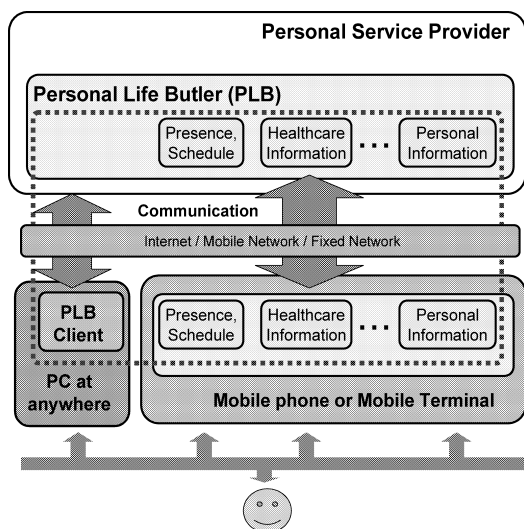 Personal Service Provider
Personal Life Butler (PLB)
Presence,
Schedule
Healthcare
Information
...
Personal
Information
Communication
Internet / Mobile Network / Fixed Network
PLB
Client
PC at
anywhere
Presence,
Schedule
Healthcare
Information
...
Personal
Information
Mobile phone or Mobile Terminal